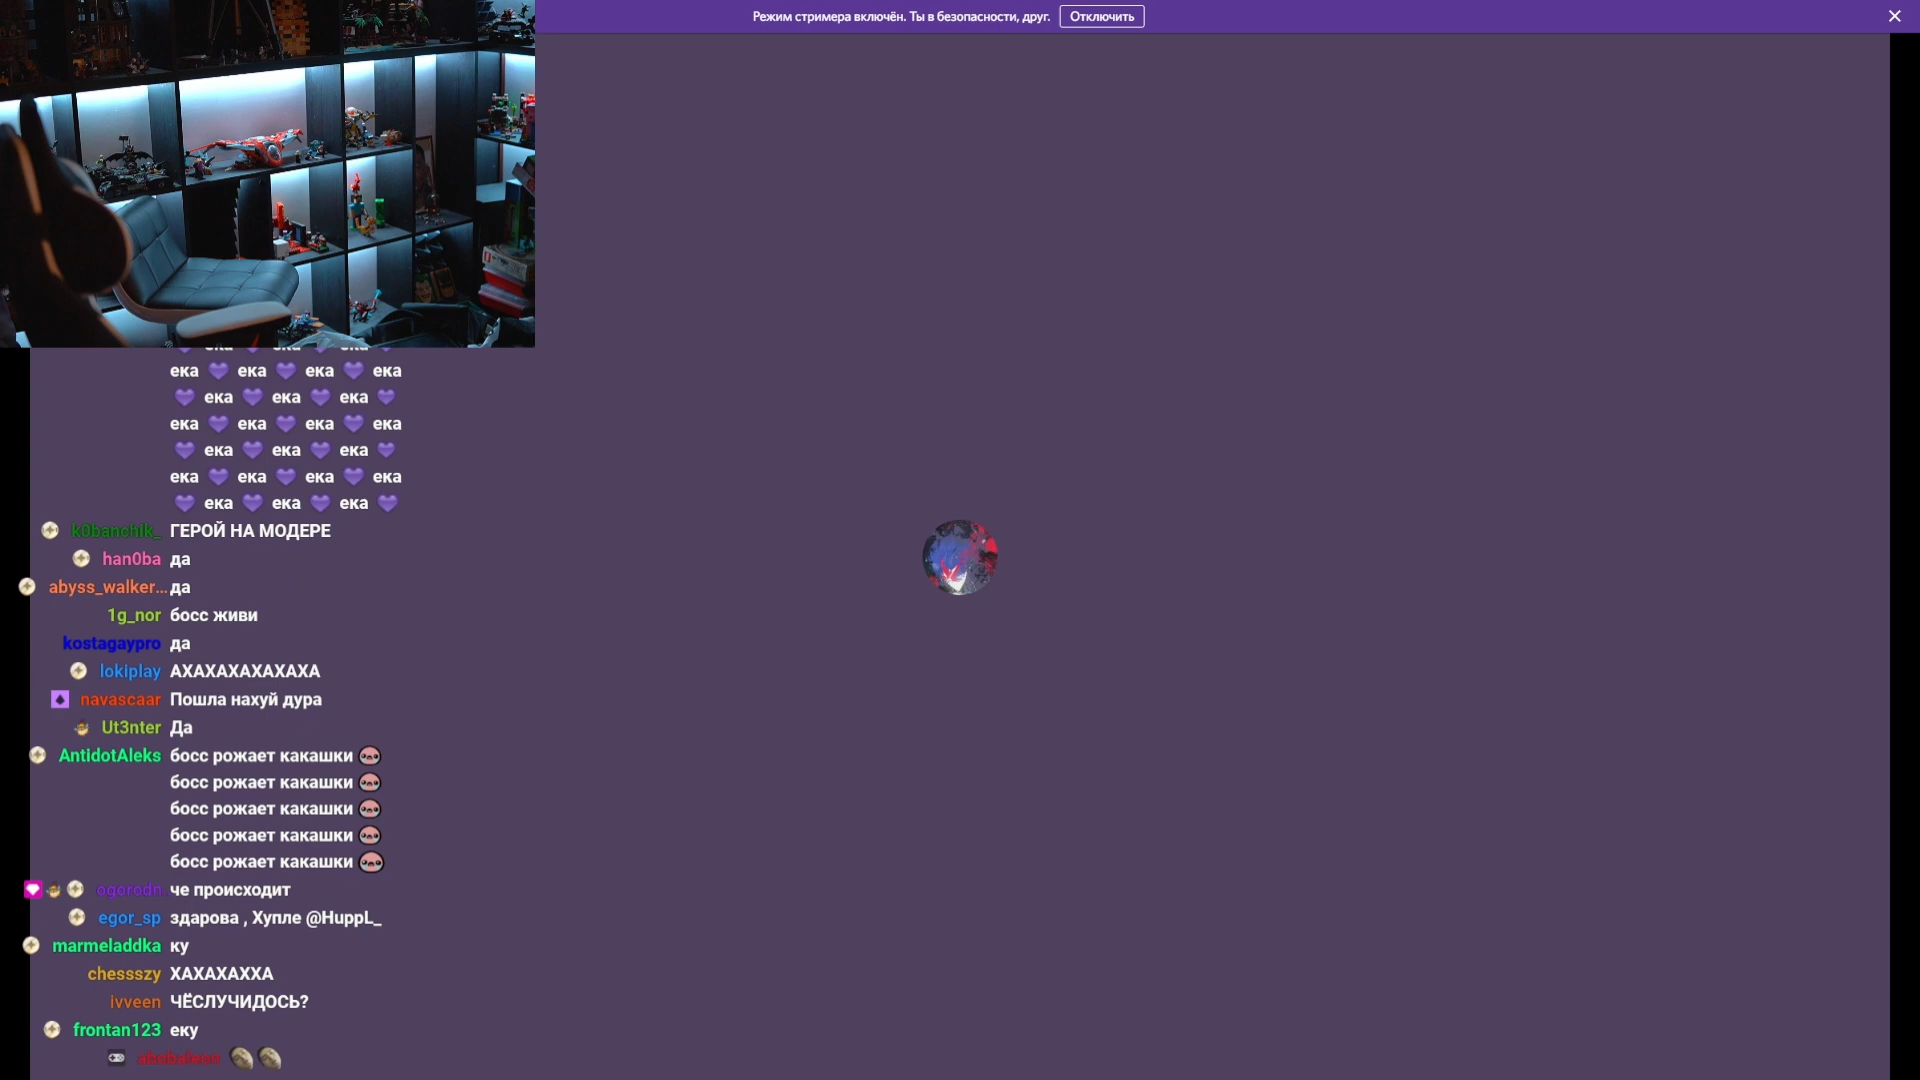 Режим стримера включён. Ты в безопасности, друг. Отключить
ека 💜 ека 💜 ека 💜 ека
💜 ека 💜 ека 💜 ека 💜
ека 💜 ека 💜 ека 💜 ека
💜 ека 💜 ека 💜 ека 💜
ека 💜 ека 💜 ека 💜 ека
💜 ека 💜 ека 💜 ека 💜
k0banchik_ ГЕРОЙ НА МОДЕРЕ
han0ba да
abyss_walker... да
1g_nor босс живи
kostagaypro да
lokiplay АХАХАХАХАХАХА
navascaar Пошла нахуй дура
Ut3nter Да
AntidotAleks босс рожает какашки
босс рожает какашки
босс рожает какашки
босс рожает какашки
босс рожает какашки
че происходит
egor_sp здарова , Хупле @HuppL_
marmeladdka ку
chessszy ХАХАХАХХА
ivveen ЧЁСЛУЧИДОСЬ?
frontan123 еку